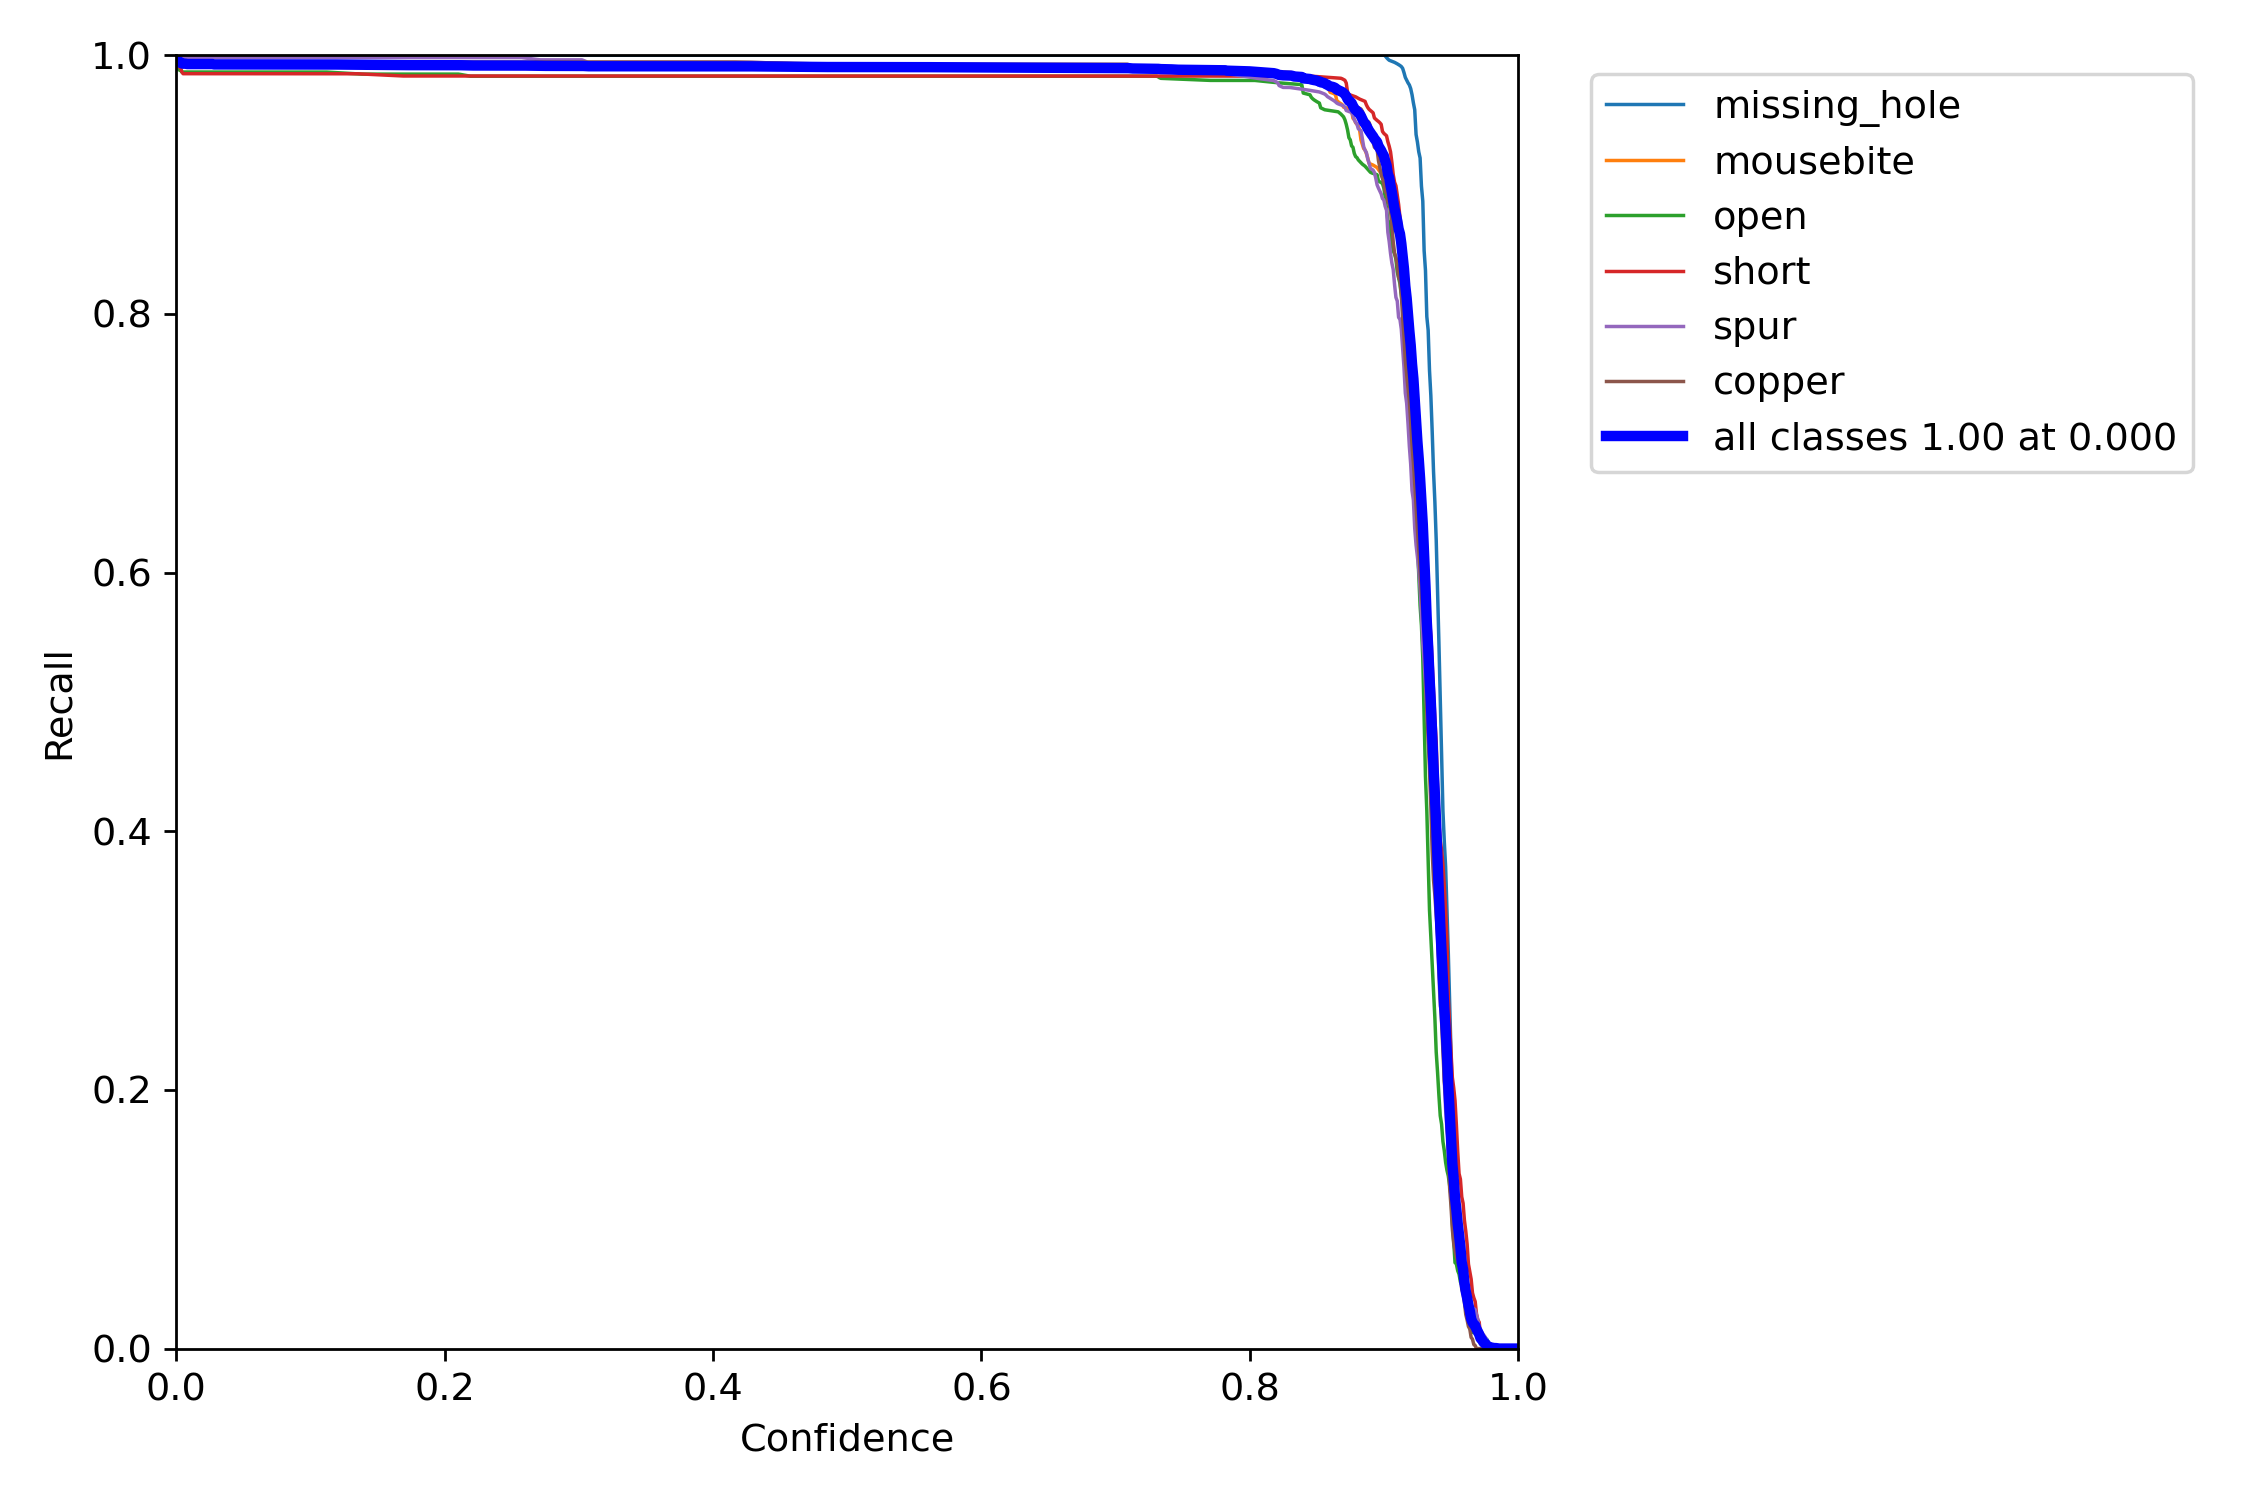 1.0
0.8
0.6
0.4
0.2
0.0
Recall
0.0 0.2 0.4 0.6 0.8 1.0
Confidence
missing_hole
mousebite
open
short
spur
copper
all classes 1.00 at 0.000